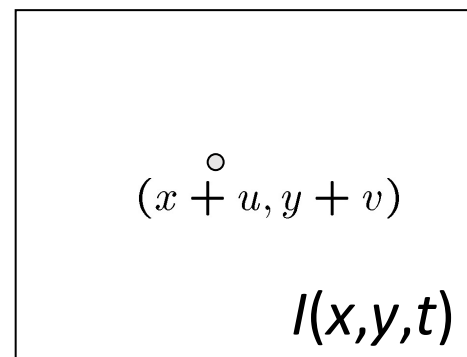 (x + u, y + v)
I(x,y,t)